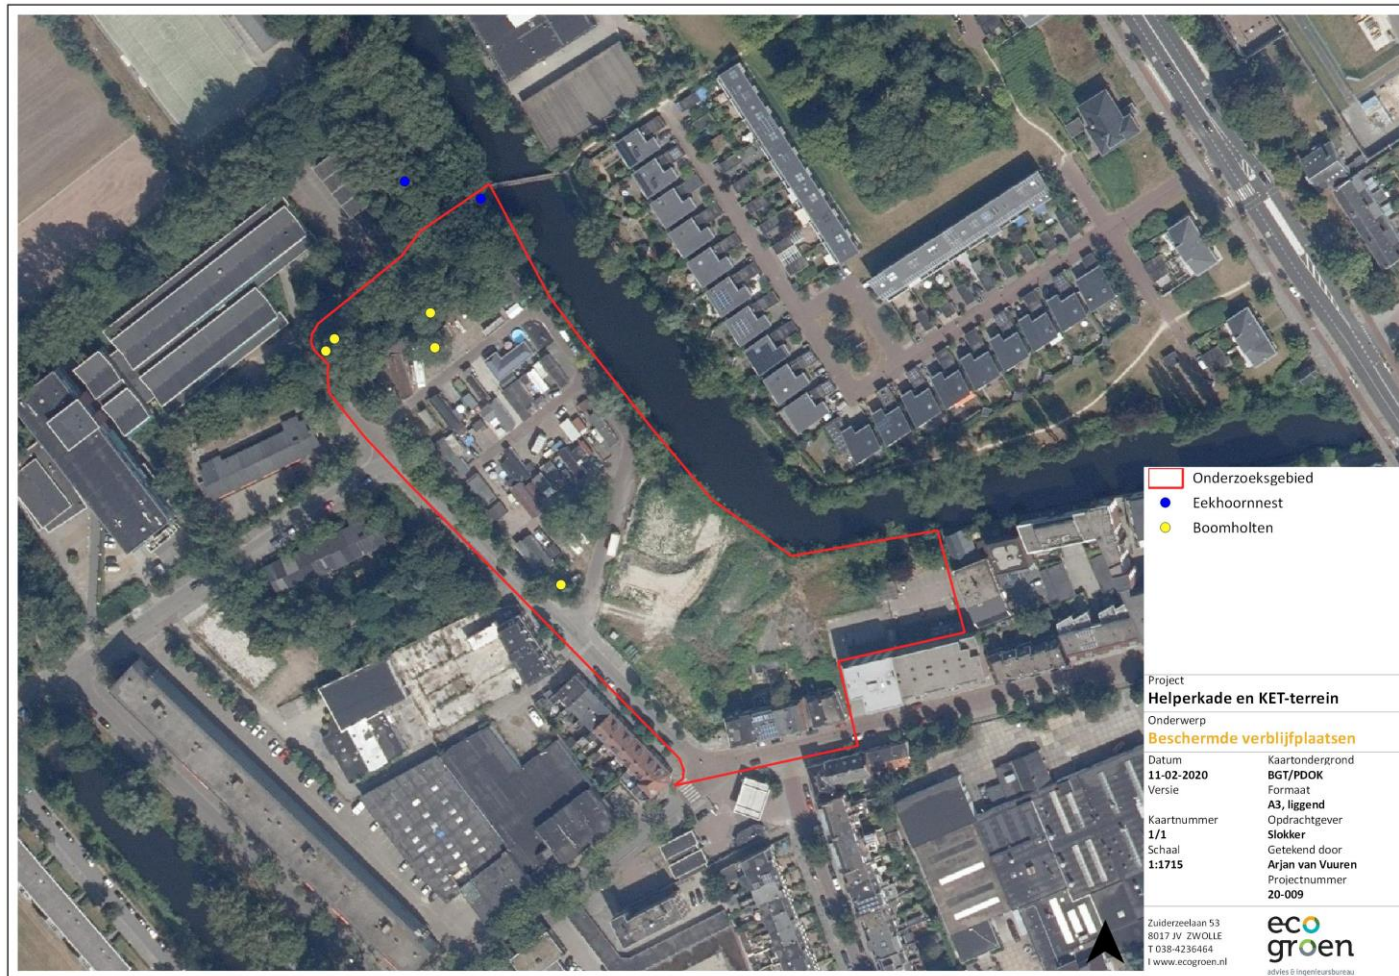 Onderzoeksgebied
Eekhoornnest
Boomholten
Project
Helperkade en KET-terrein
Onderwerp
Beschermde verblijfplaatsen
Datum
11-02-2020
Versie
Kaartnummer
1/1
Schaal
1:1715
Kaartondergrond
BGT/PDOK
Formaat
A3, liggend
Opdrachtgever
Slokker
Getekend door
Arjan van Vuuren
Projectnummer
20-009
Zuiderzeelaan 53
8017 JV ZWOLLE
T 038-4236464
I www.ecogroen.nl
eco
groen
advies & ingenieursbureau